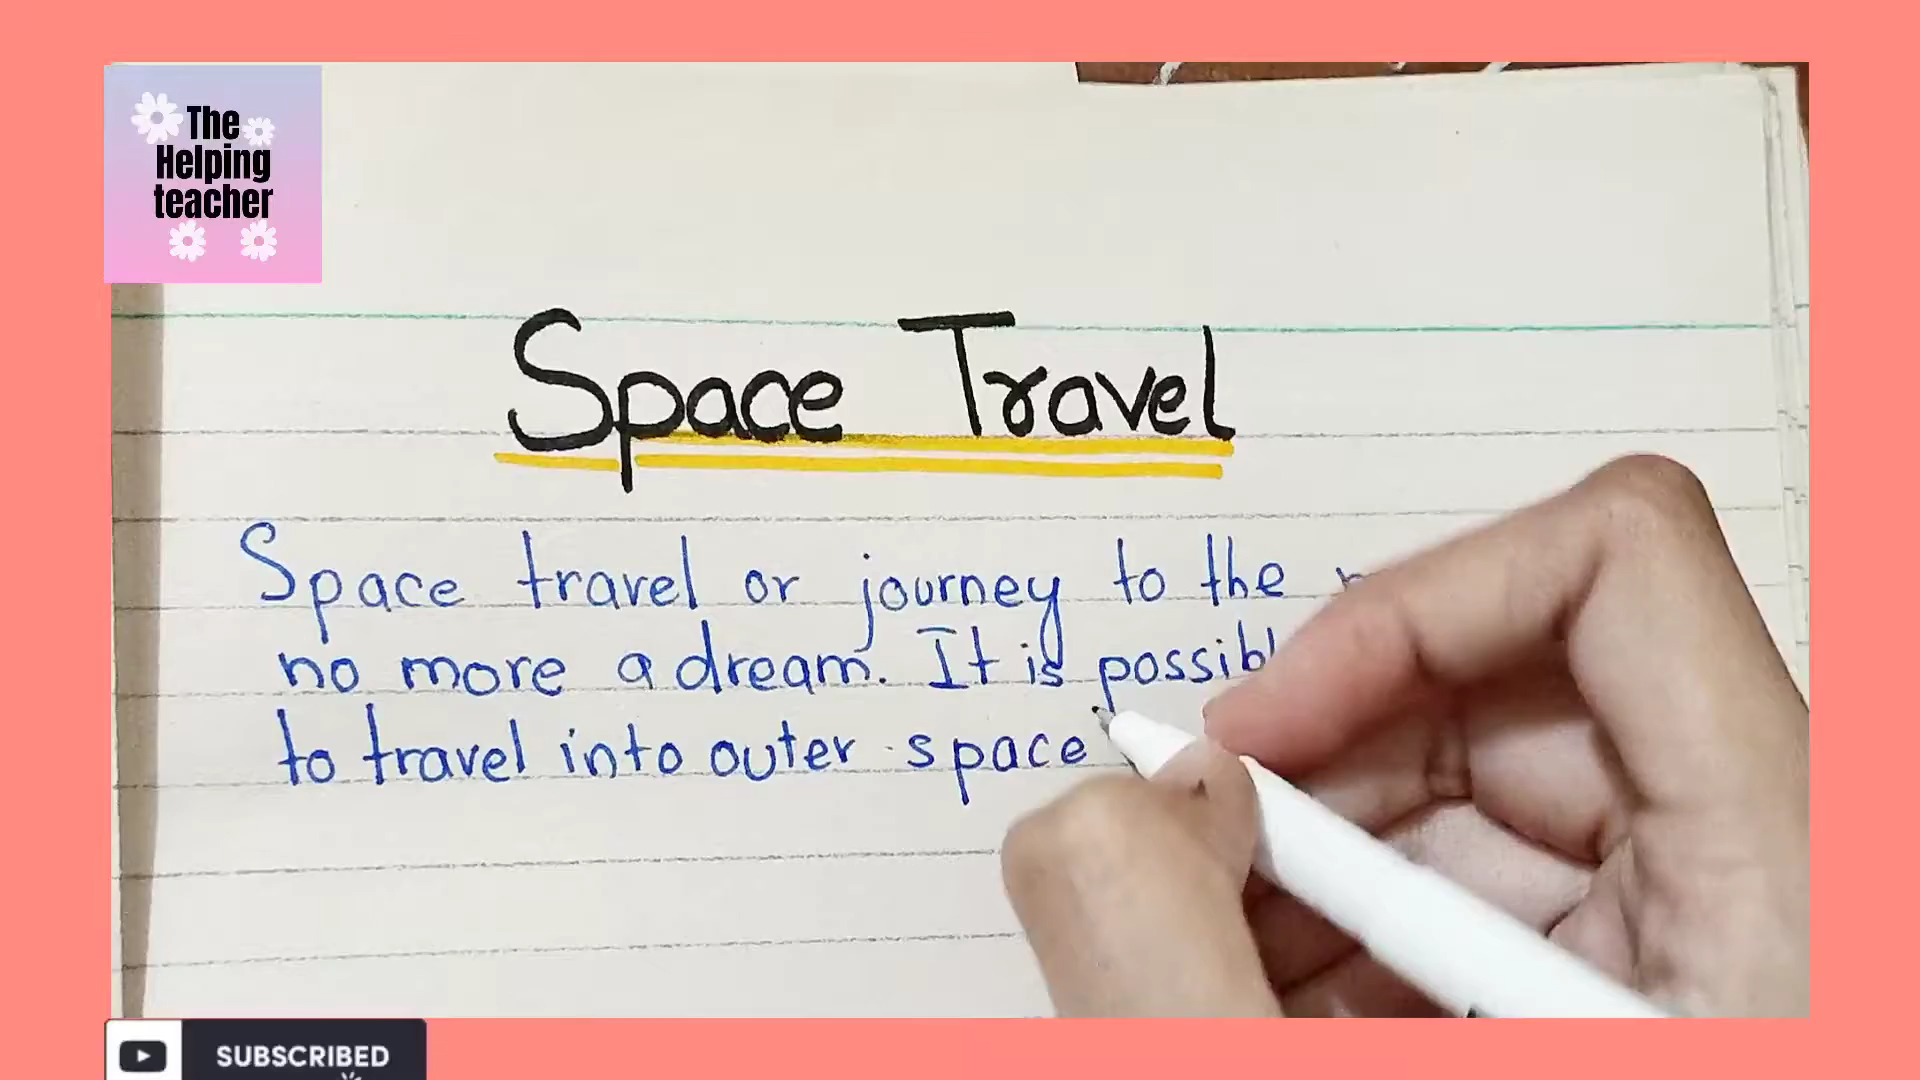 The
Helping
teacher
Space Travel
Space travel or journey to the
no more a dream. It is
to travel into outer space
SUBSCRIBED